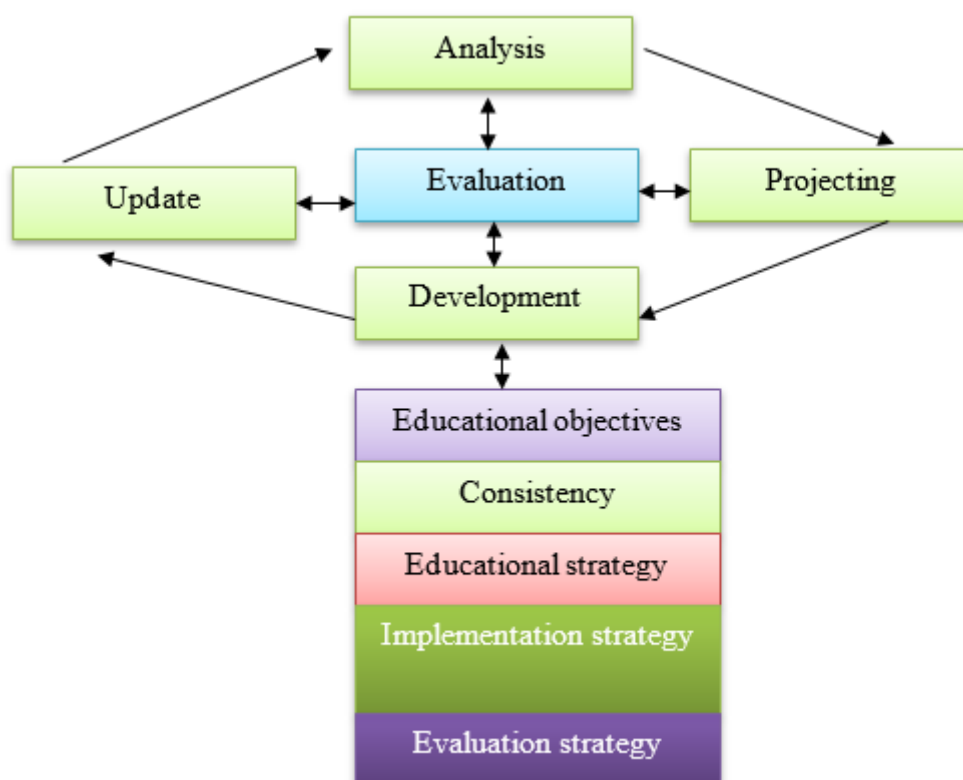 Analysis
Update
Evaluation
Projecting
Development
Educational objectives
Consistency
Educational strategy
Implementation strategy
Evaluation strategy